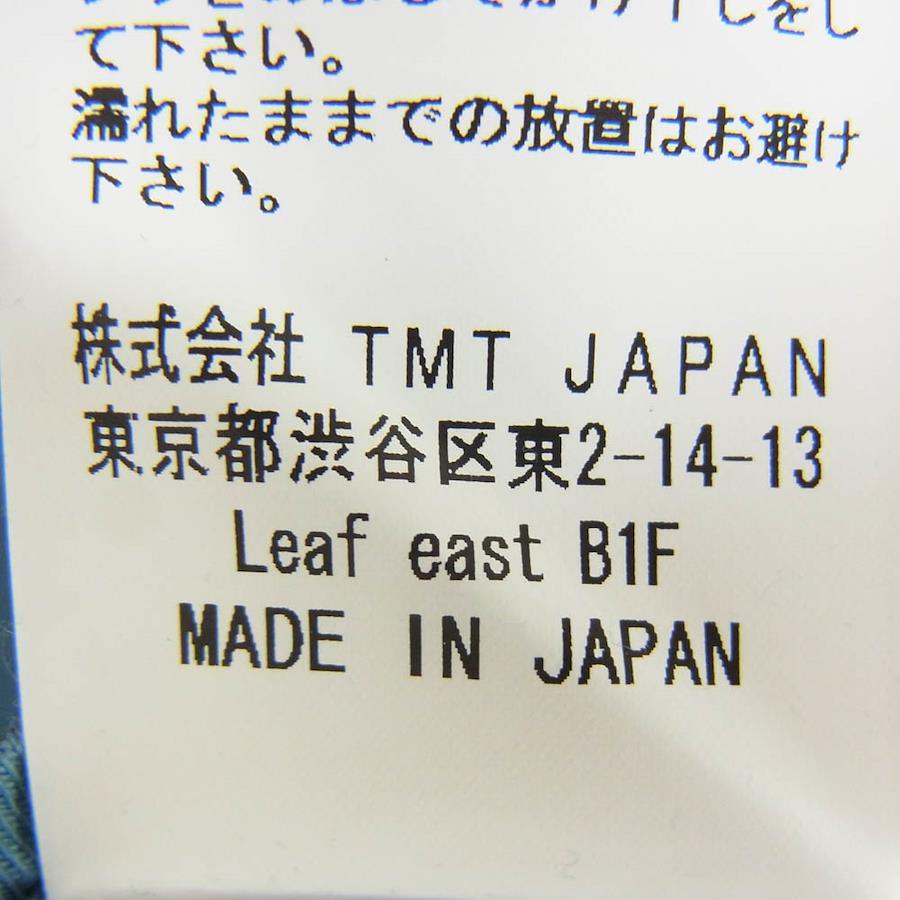 て下さい。
濡れたままでの放置はお避け
下さい。
株式会社 TMT JAPAN
東京都渋谷区東2-14-13
Leaf east B1F
MADE IN JAPAN